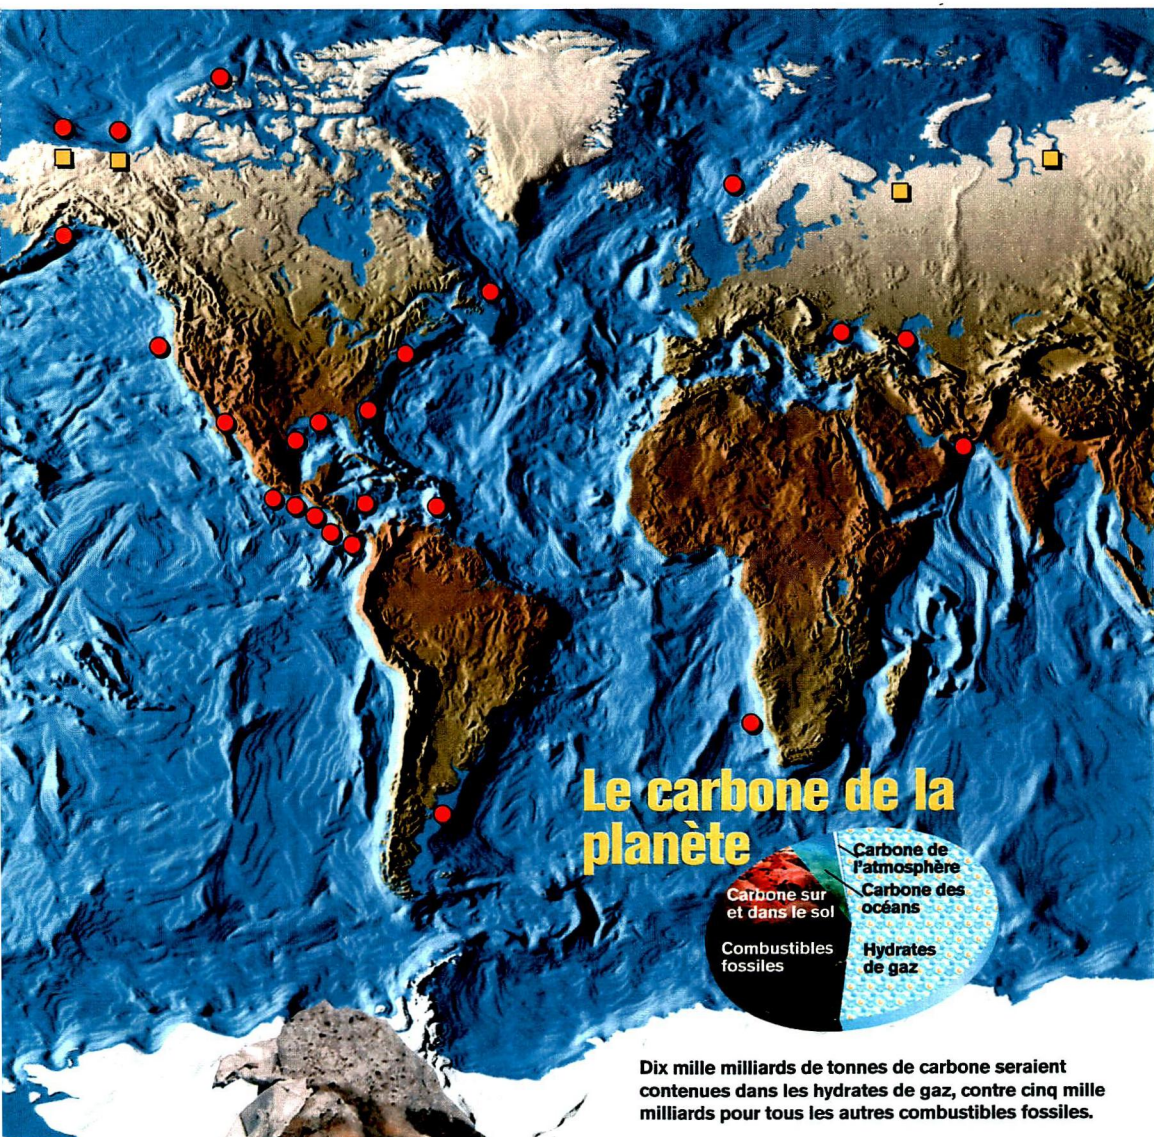 Le carbone de la
planète
Carbone de
l'atmosphère
Carbone des
océans
Carbone sur
et dans le sol
Combustibles
fossiles
Hydrates
de gaz
Dix mille milliards de tonnes de carbone seraient
contenues dans les hydrates de gaz, contre cinq mille
milliards pour tous les autres combustibles fossiles.